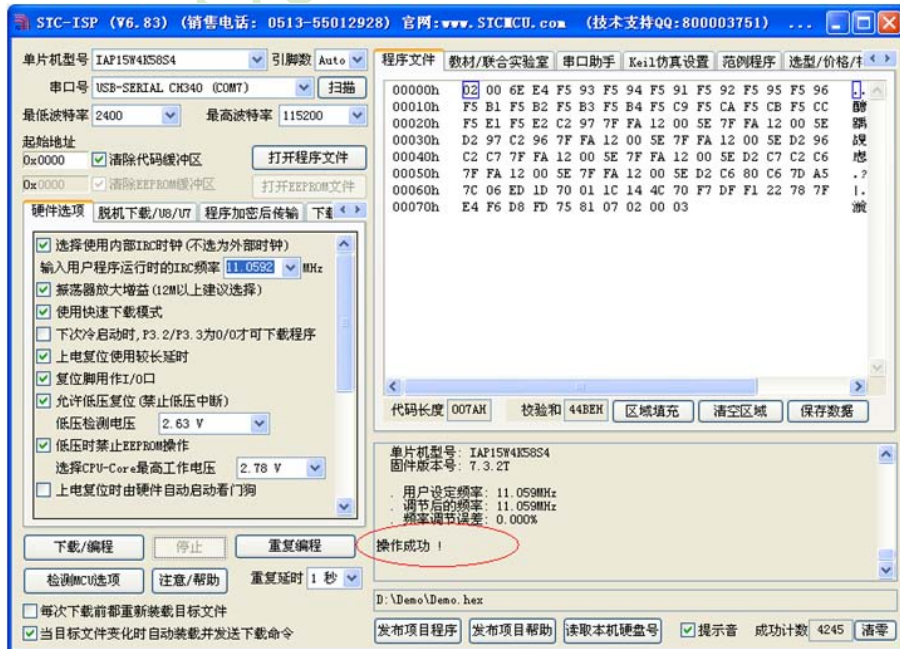 STC-ISP (V6.83) (销售电话: 0513-55012928) 官网:www.STCMCU.com (技术支持QQ:800003751) ...
单片机型号 IAP15W4K58S4 引脚数 Auto
串口号 USB-SERIAL CH340 (COM7) 扫描
最低波特率 2400 最高波特率 115200
起始地址
0x0000 清除代码缓冲区 打开程序文件
0x0000 清除EEPROM缓冲区 打开EEPROM文件
硬件选项 脱机下载/U8/U7 程序加密后传输
选择使用内部IRC时钟(不选为外部时钟)
输入用户程序运行时的IRC频率 11.0592 MHz
振荡器放大增益(12M以上建议选择)
使用快速下载模式
下次冷启动时,P3.2/P3.3为0/0才可下载程序
上电复位使用较长延时
复位脚用作I/O口
允许低压复位(禁止低压中断)
低压检测电压 2.63 V
低压时禁止EEPROM操作
选择CPU-Core最高工作电压 2.78 V
上电复位时由硬件自动启动看门狗
下载/编程 停止 重复编程
检测MCU选项 注意/帮助 重复延时 1 秒
每次下载前都重新装载目标文件
当目标文件变化时自动装载并发送下载命令
程序文件 教材/联合实验室 串口助手 Keil仿真设置 范例程序 选型/价格/
00000h 02 00 6E E4 F5 93 F5 94 F5 91 F5 92 F5 95 F5 96
00010h F5 B1 F5 B2 F5 B3 F5 B4 F5 C9 F5 CA F5 CB F5 CC
00020h F5 E1 F5 E2 C2 97 7F FA 12 00 5E 7F FA 12 00 5E
00030h D2 97 C2 96 7F FA 12 00 5E 7F FA 12 00 5E D2 96
00040h C2 C7 7F FA 12 00 5E 7F FA 12 00 5E D2 C7 C2 C6
00050h 7F FA 12 00 5E 7F FA 12 00 5E D2 C6 80 C6 7D A5
00060h 7C 06 ED 1D 70 01 1C 14 4C 70 F7 DF F1 22 78 7F
00070h E4 F6 D8 FD 75 81 07 02 00 03
代码长度 007AH 校验和 44BEH 区域填充 清空区域 保存数据
单片机型号: IAP15W4K58S4
固件版本号: 7.3.2T
. 用户设定频率: 11.059MHz
. 调节后的频率: 11.059MHz
. 频率调节误差: 0.000%
操作成功 !
D:\Demo\Demo.hex
发布项目程序 发布项目帮助 读取本机硬盘号 提示音 成功计数 4245 清零